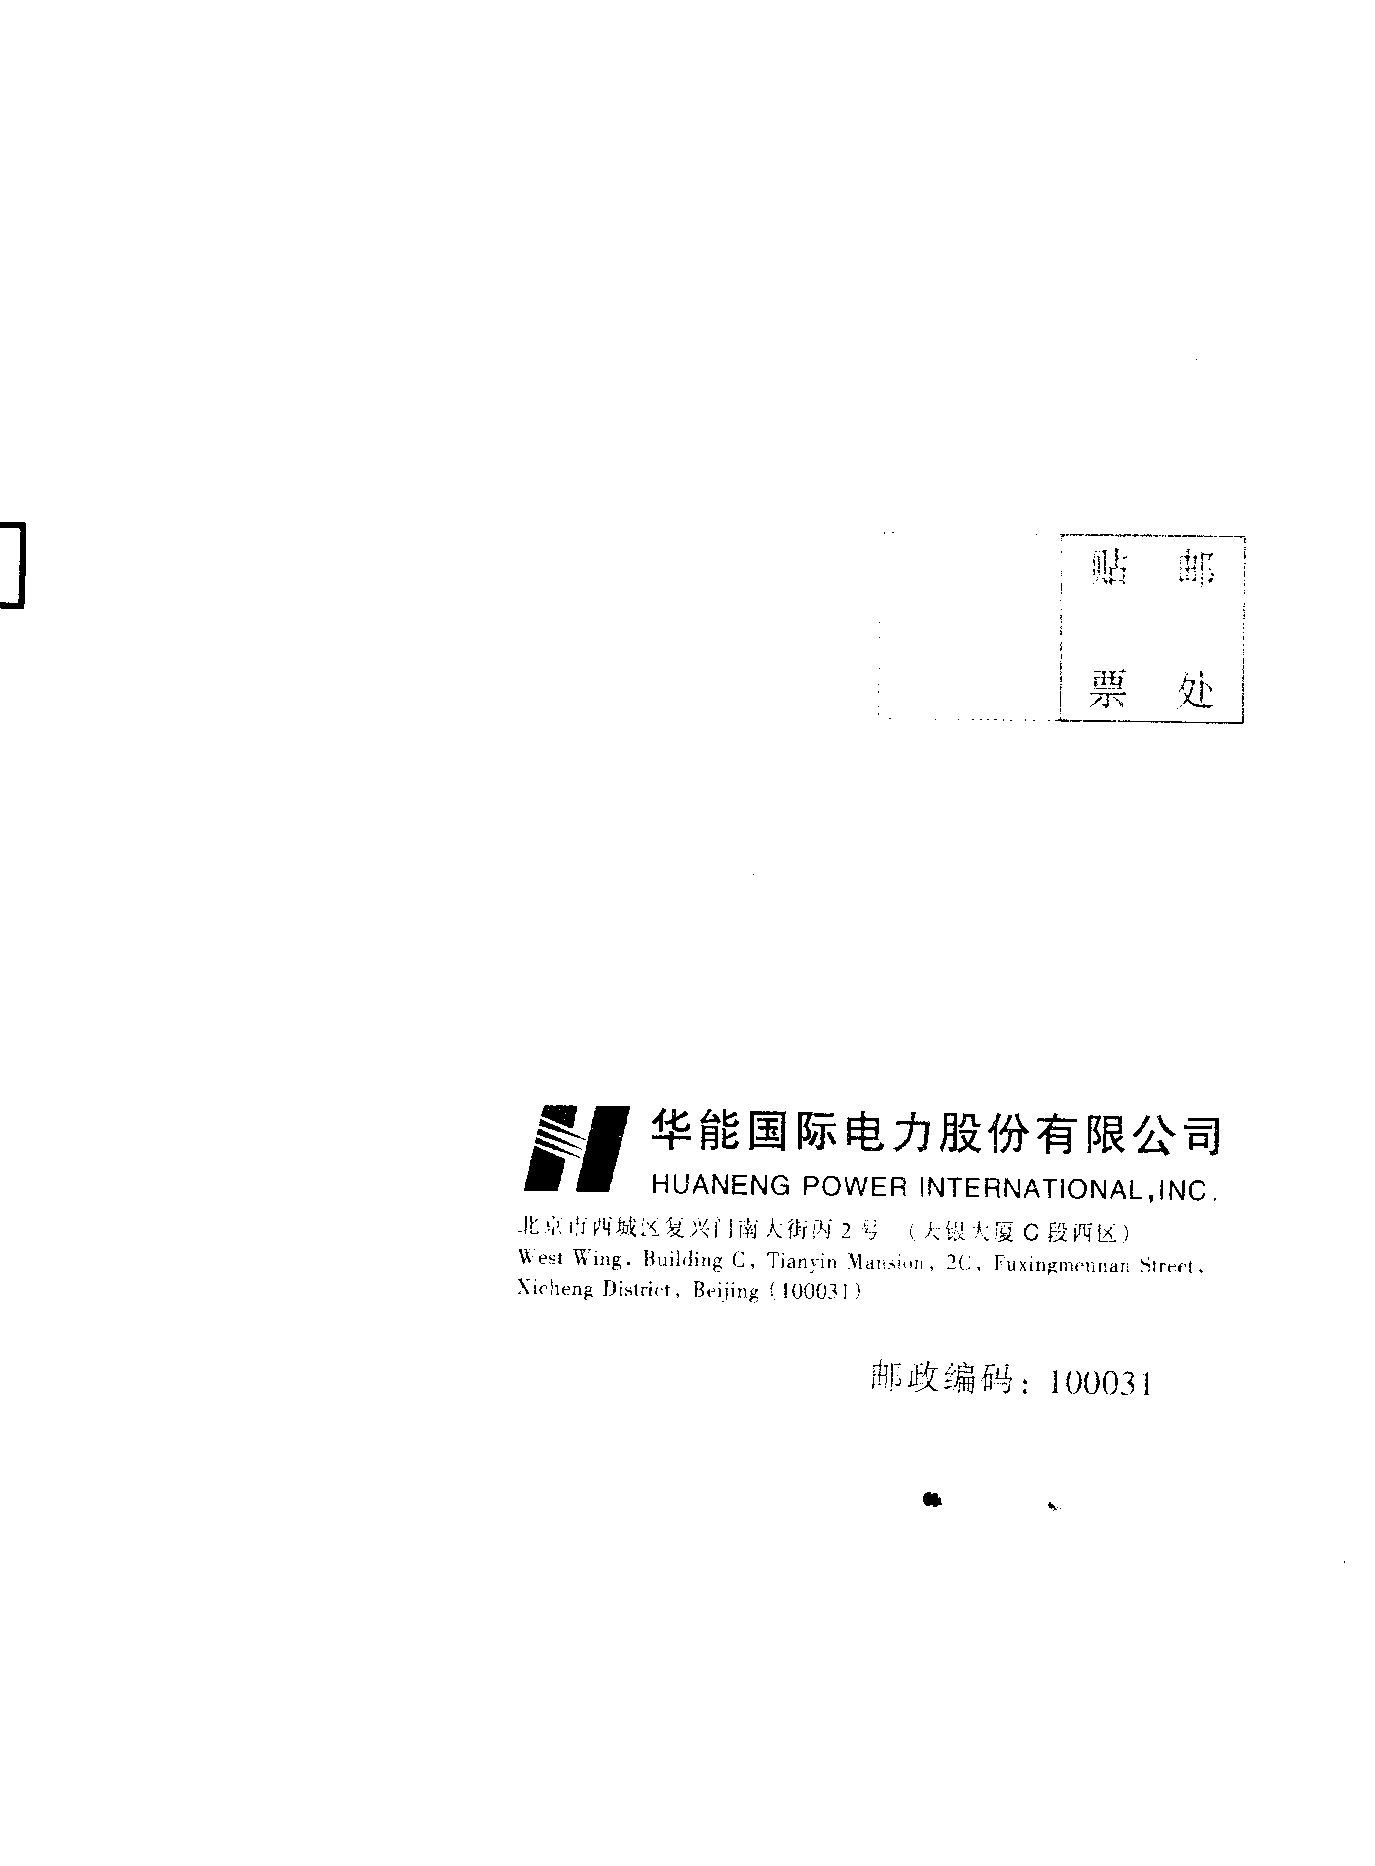 贴 邮
票 处
华能国际电力股份有限公司
HUANENG POWER INTERNATIONAL,INC.
北京市西城区复兴门南大街丙2号 (天银大厦C段西区)
West Wing, Building C, Tianyin Mansion, 2C, Fuxingmennan Street,
Xicheng District, Beijing (100031)
邮政编码: 100031